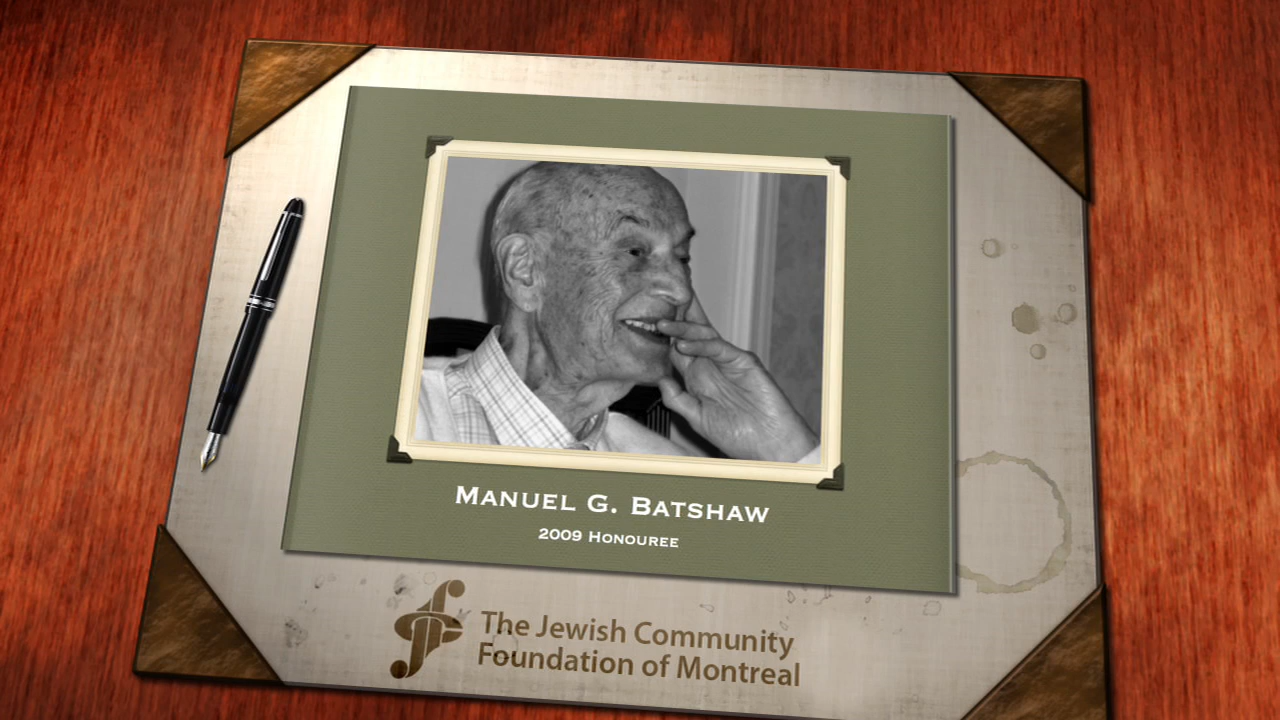 Manuel G. Batshaw
2009 Honouree
The Jewish Community
Foundation of Montreal